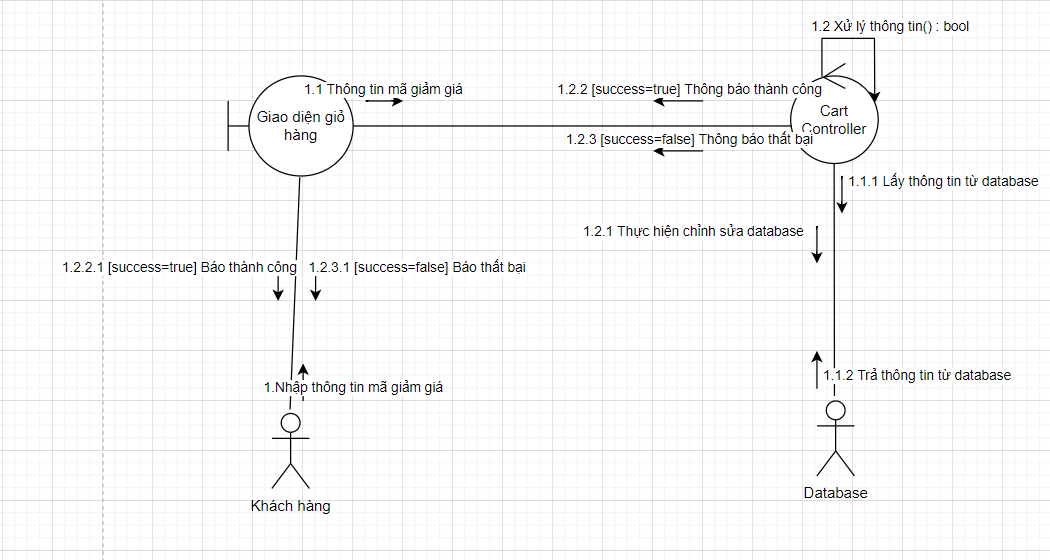 1.2 Xử lý thông tin() : bool
1.1 Thông tin mã giảm giá
1.2.2 [success=true] Thông báo thành công
Giao diện giỏ
hàng
Cart
Controller
1.2.3 [success=false] Thông báo thất bại
1.1.1 Lấy thông tin từ database
1.2.1 Thực hiện chỉnh sửa database
1.2.2.1 [success=true] Báo thành công
1.2.3.1 [success=false] Báo thất bại
1.1.2 Trả thông tin từ database
1.Nhập thông tin mã giảm giá
Database
Khách hàng